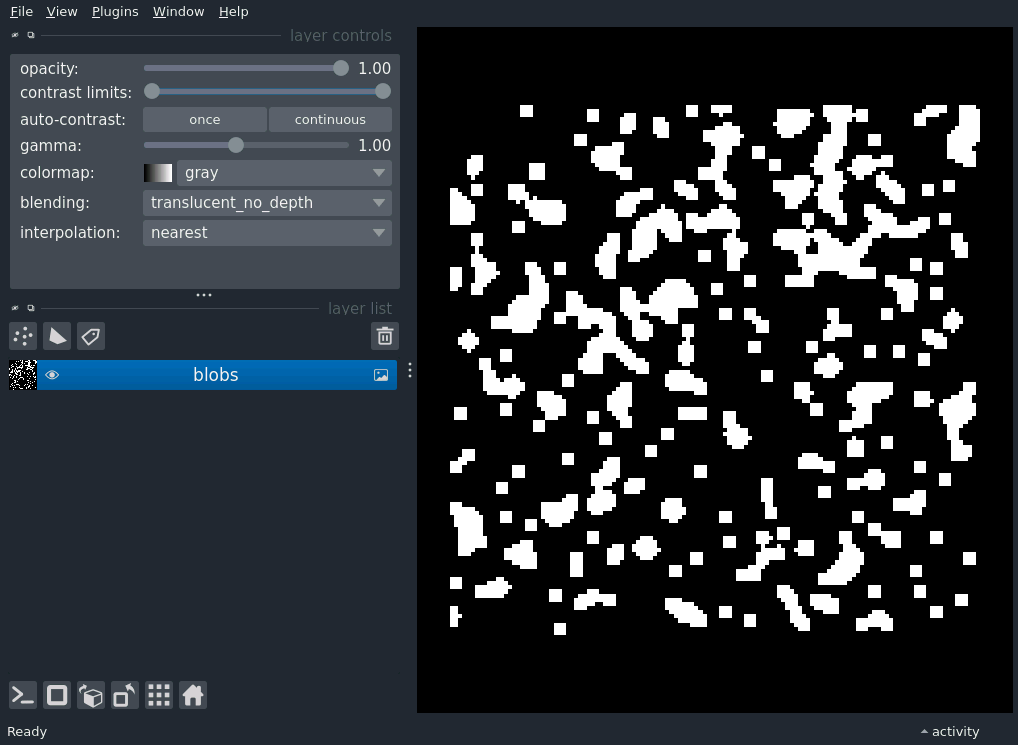 File View Plugins Window Help
layer controls
opacity: 1.00
contrast limits:
auto-contrast: once continuous
gamma: 1.00
colormap: gray
blending: translucent_no_depth
interpolation: nearest
layer list
blobs
Ready activity